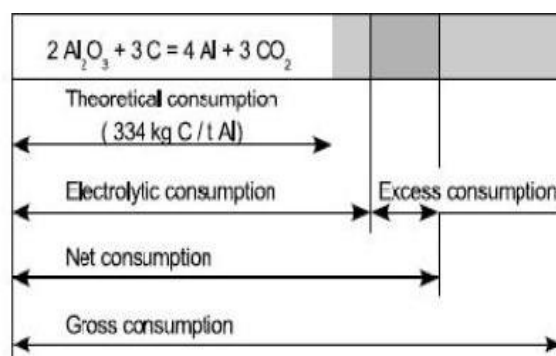 2 Al₂O₃ + 3 C = 4 Al + 3 CO₂
Theoretical consumption
( 334 kg C / t Al)
Electrolytic consumption
Excess consumption
Net consumption
Gross consumption